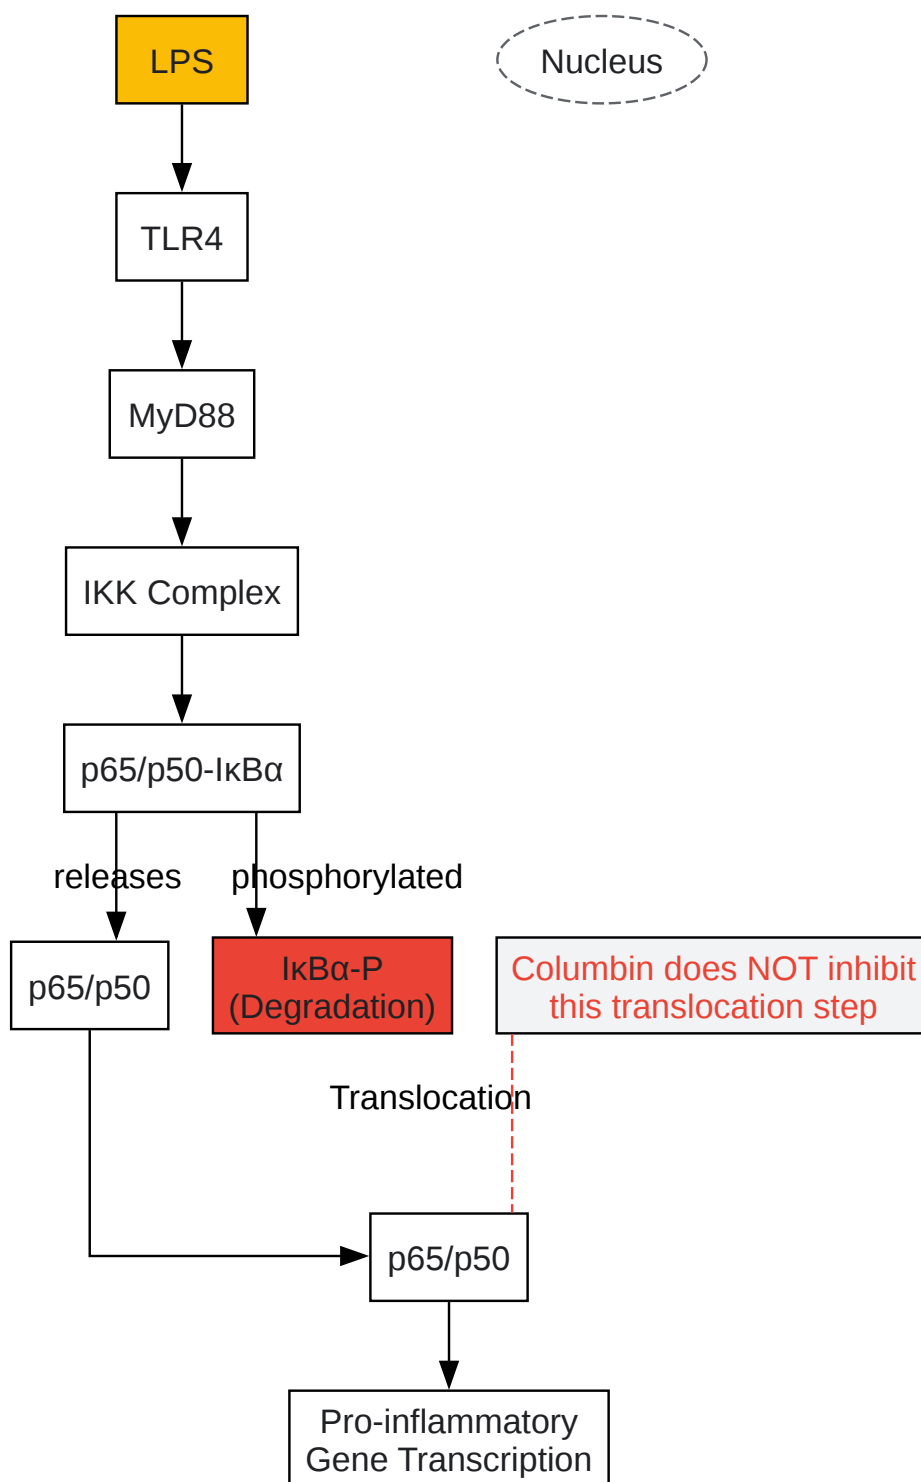 LPS
Nucleus
TLR4
MyD88
IKK Complex
p65/p50-IκBα
releases
phosphorylated
p65/p50
IκBα-P
(Degradation)
Columbin does NOT inhibit
this translocation step
Translocation
p65/p50
Pro-inflammatory
Gene Transcription